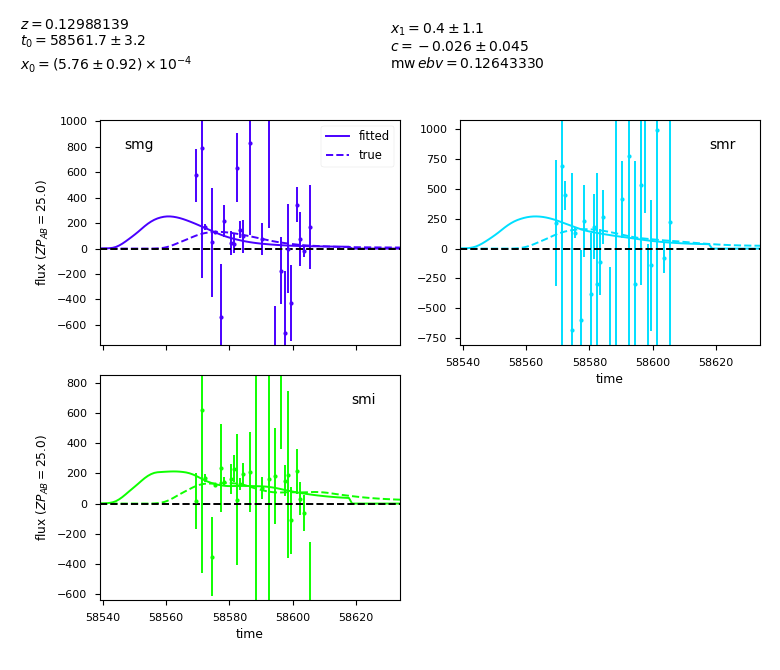 z = 0.12988139
t0 = 58561.7 ± 3.2
x0 = (5.76 ± 0.92) × 10^−4
x1 = 0.4 ± 1.1
c = −0.026 ± 0.045
mw ebv = 0.12643330
smg
fitted
true
1000
800
600
400
200
0
−200
−400
−600
flux (ZP_AB = 25.0)
smr
1000
750
500
250
0
−250
−500
−750
58540 58560 58580 58600 58620
time
smi
800
600
400
200
0
−200
−400
−600
flux (ZP_AB = 25.0)
58540 58560 58580 58600 58620
time